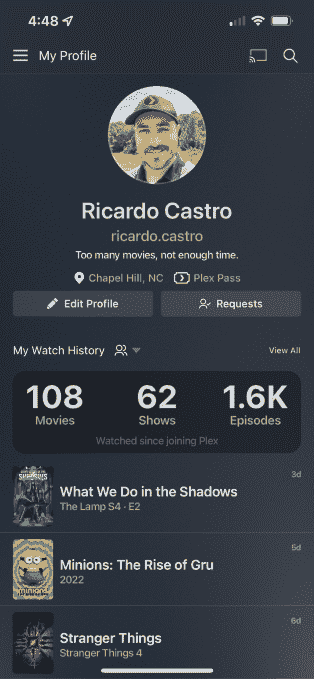 4:48
My Profile
Ricardo Castro
ricardo.castro
Too many movies, not enough time.
Chapel Hill, NC Plex Pass
Edit Profile Requests
My Watch History View All
108 62 1.6K
Movies Shows Episodes
Watched since joining Plex
3d
What We Do in the Shadows
The Lamp S4 · E2
5d
Minions: The Rise of Gru
2022
minions
6d
Stranger Things
Stranger Things 4